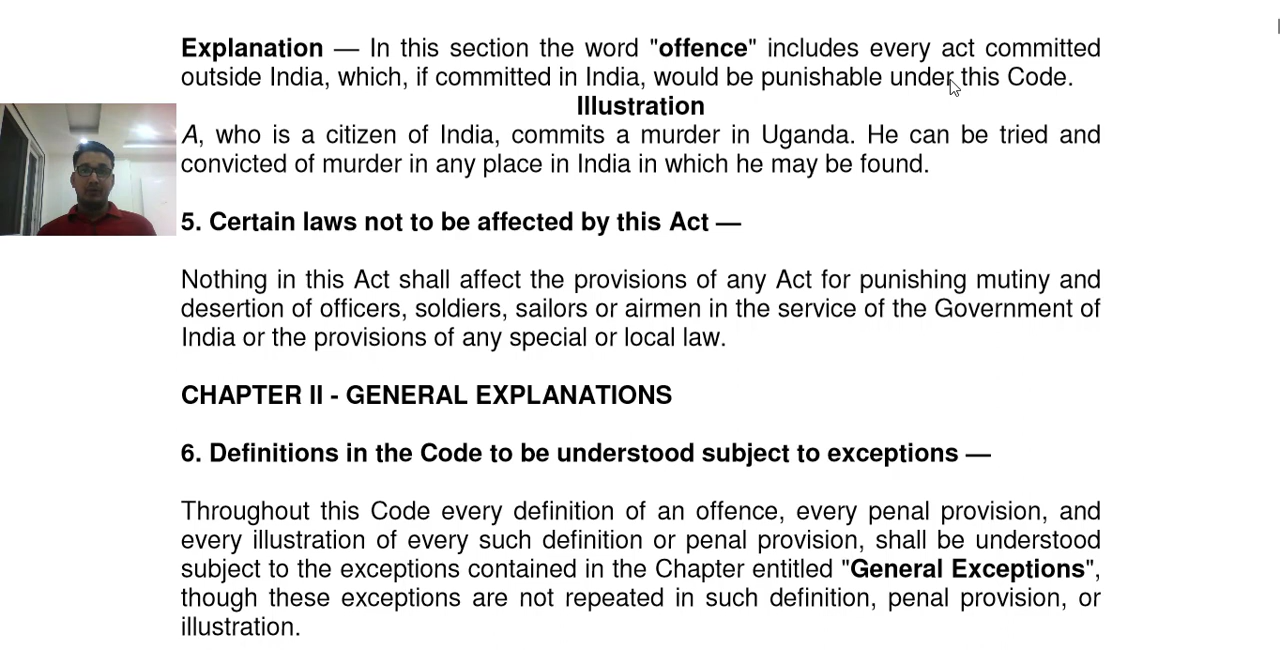 Explanation — In this section the word "offence" includes every act committed
outside India, which, if committed in India, would be punishable under this Code.
Illustration
A, who is a citizen of India, commits a murder in Uganda. He can be tried and
convicted of murder in any place in India in which he may be found.
5. Certain laws not to be affected by this Act —
Nothing in this Act shall affect the provisions of any Act for punishing mutiny and
desertion of officers, soldiers, sailors or airmen in the service of the Government of
India or the provisions of any special or local law.
CHAPTER II - GENERAL EXPLANATIONS
6. Definitions in the Code to be understood subject to exceptions —
Throughout this Code every definition of an offence, every penal provision, and
every illustration of every such definition or penal provision, shall be understood
subject to the exceptions contained in the Chapter entitled "General Exceptions",
though these exceptions are not repeated in such definition, penal provision, or
illustration.